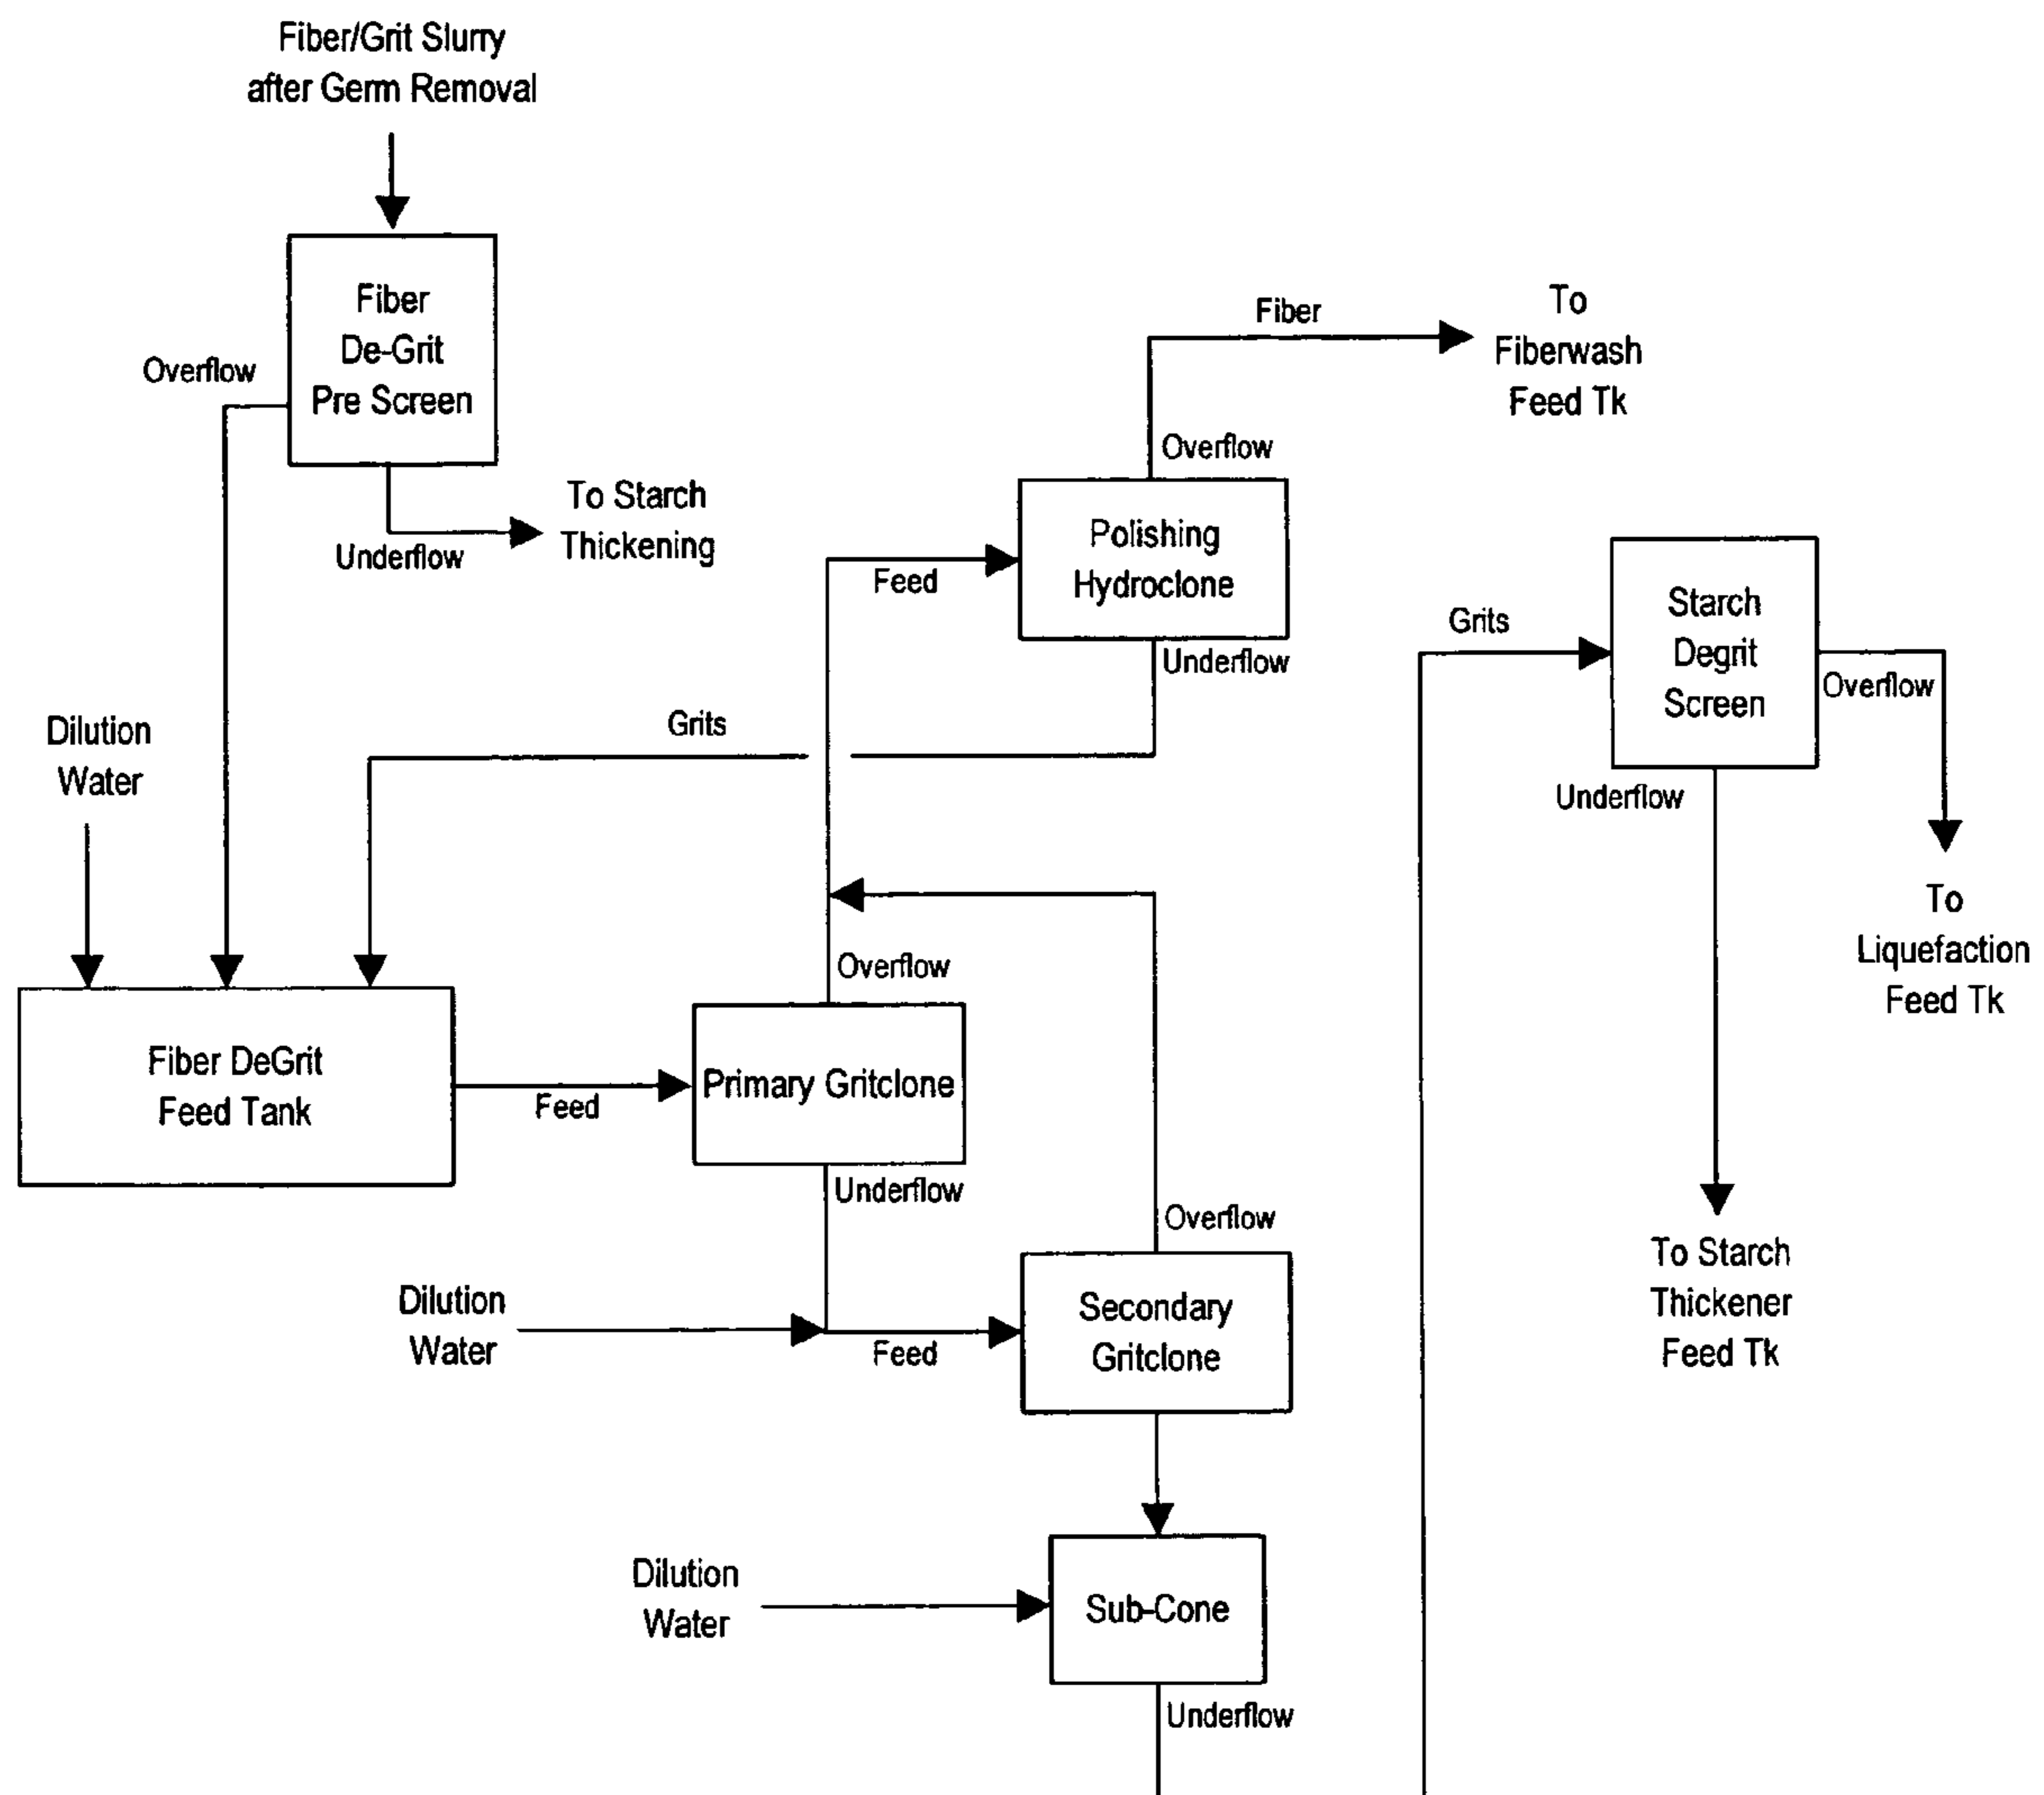 Fiber/Grit Slurry
after Germ Removal
Fiber
De-Grit
Pre Screen
Overflow
Underflow
To Starch
Thickening
Fiber
To
Fiberwash
Feed Tk
Overflow
Polishing
Hydroclone
Feed
Underflow
Grits
Grits
Starch
Degrit
Screen
Overflow
Underflow
To
Liquefaction
Feed Tk
To Starch
Thickener
Feed Tk
Dilution
Water
Fiber DeGrit
Feed Tank
Feed
Overflow
Primary Gritclone
Underflow
Dilution
Water
Feed
Overflow
Secondary
Gritclone
Dilution
Water
Sub-Cone
Underflow